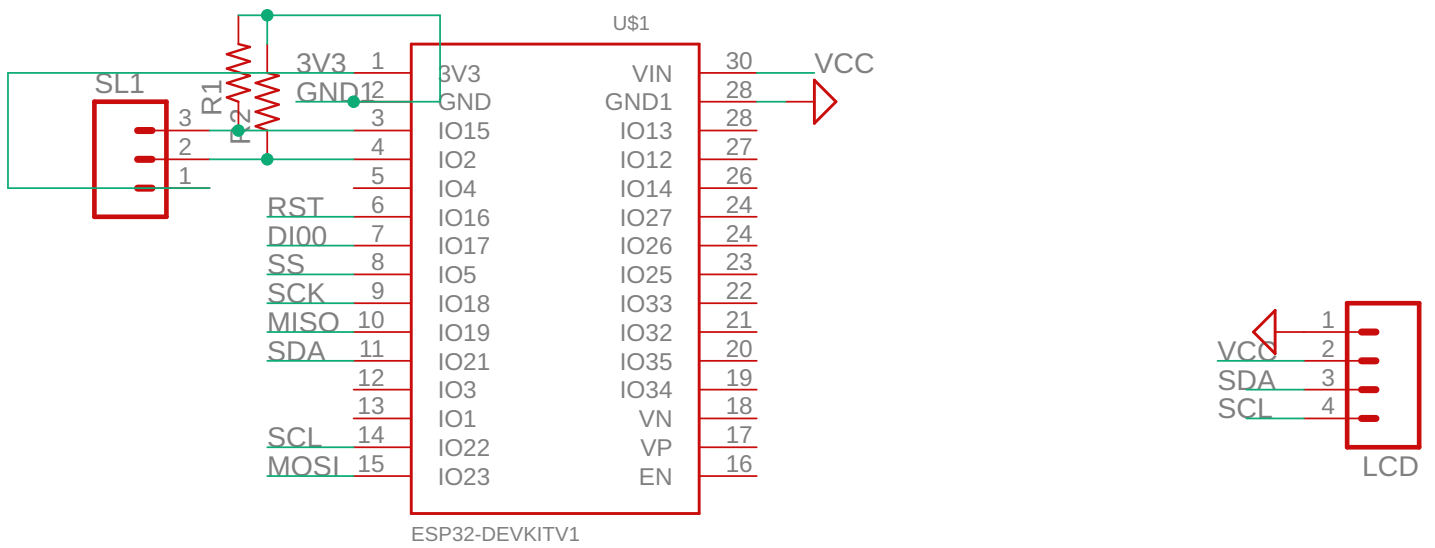 U$1
SL1
3
2
1
R1
R2
3V3 1 3V3
GND1 2 GND
3 IO15
4 IO2
5 IO4
RST 6 IO16
DI00 7 IO17
SS 8 IO5
SCK 9 IO18
MISO 10 IO19
SDA 11 IO21
12 IO3
13 IO1
SCL 14 IO22
MOSI 15 IO23
VIN 30 VCC
GND1 28
IO13 28
IO12 27
IO14 26
IO27 24
IO26 24
IO25 23
IO33 22
IO32 21
IO35 20
IO34 19
VN 18
VP 17
EN 16
ESP32-DEVKITV1
1
VCC 2
SDA 3
SCL 4
LCD